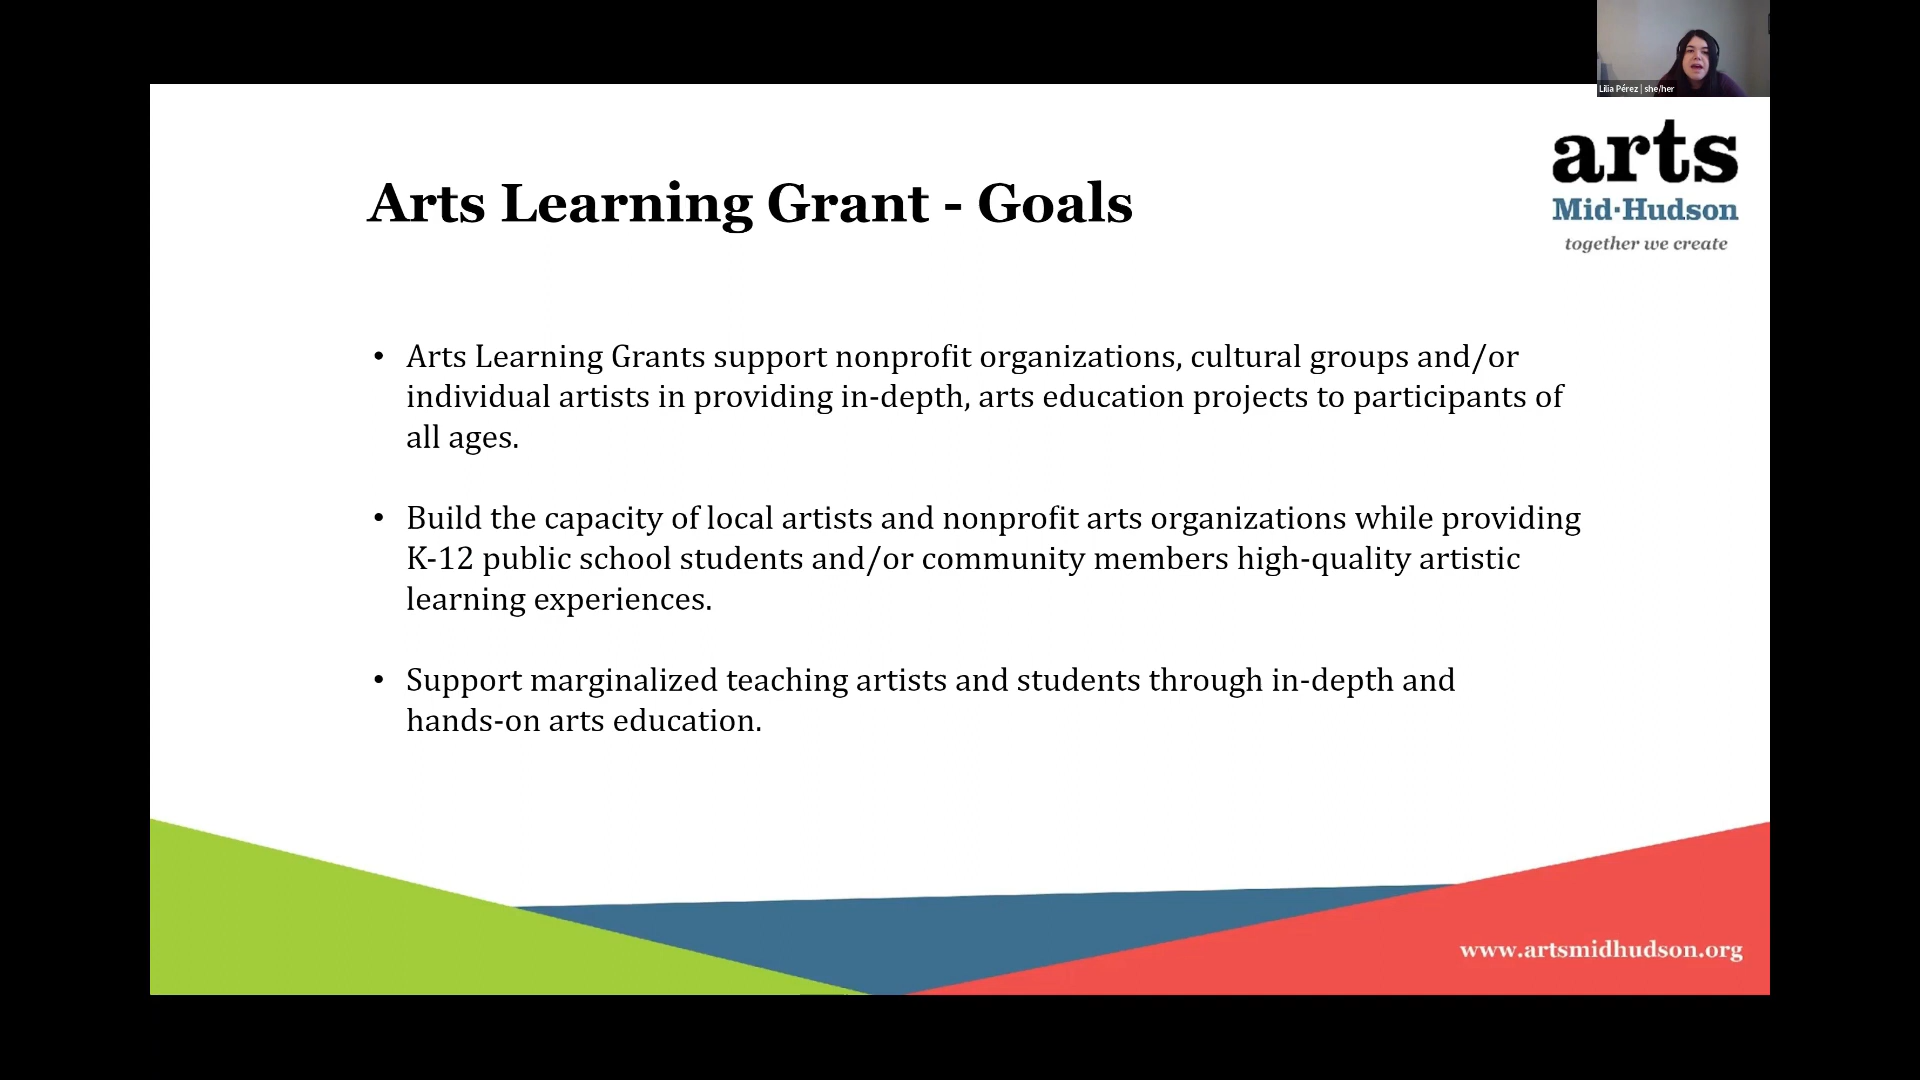 Lilia Pérez | she/her
arts
Mid·Hudson
together we create
Arts Learning Grant - Goals
• Arts Learning Grants support nonprofit organizations, cultural groups and/or
individual artists in providing in-depth, arts education projects to participants of
all ages.
• Build the capacity of local artists and nonprofit arts organizations while providing
K-12 public school students and/or community members high-quality artistic
learning experiences.
• Support marginalized teaching artists and students through in-depth and
hands-on arts education.
www.artsmidhudson.org